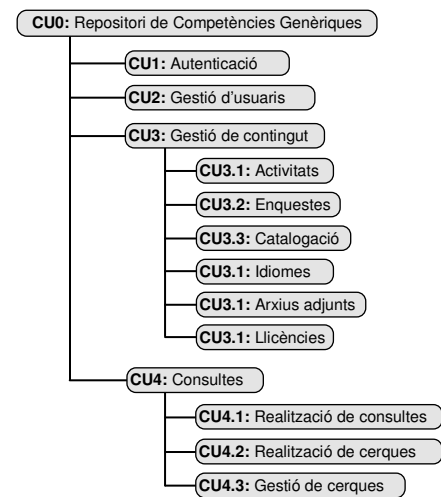 CU0: Repositori de Competències Genèriques
CU1: Autenticació
CU2: Gestió d'usuaris
CU3: Gestió de contingut
CU3.1: Activitats
CU3.2: Enquestes
CU3.3: Catalogació
CU3.1: Idiomes
CU3.1: Arxius adjunts
CU3.1: Llicències
CU4: Consultes
CU4.1: Realització de consultes
CU4.2: Realització de cerques
CU4.3: Gestió de cerques